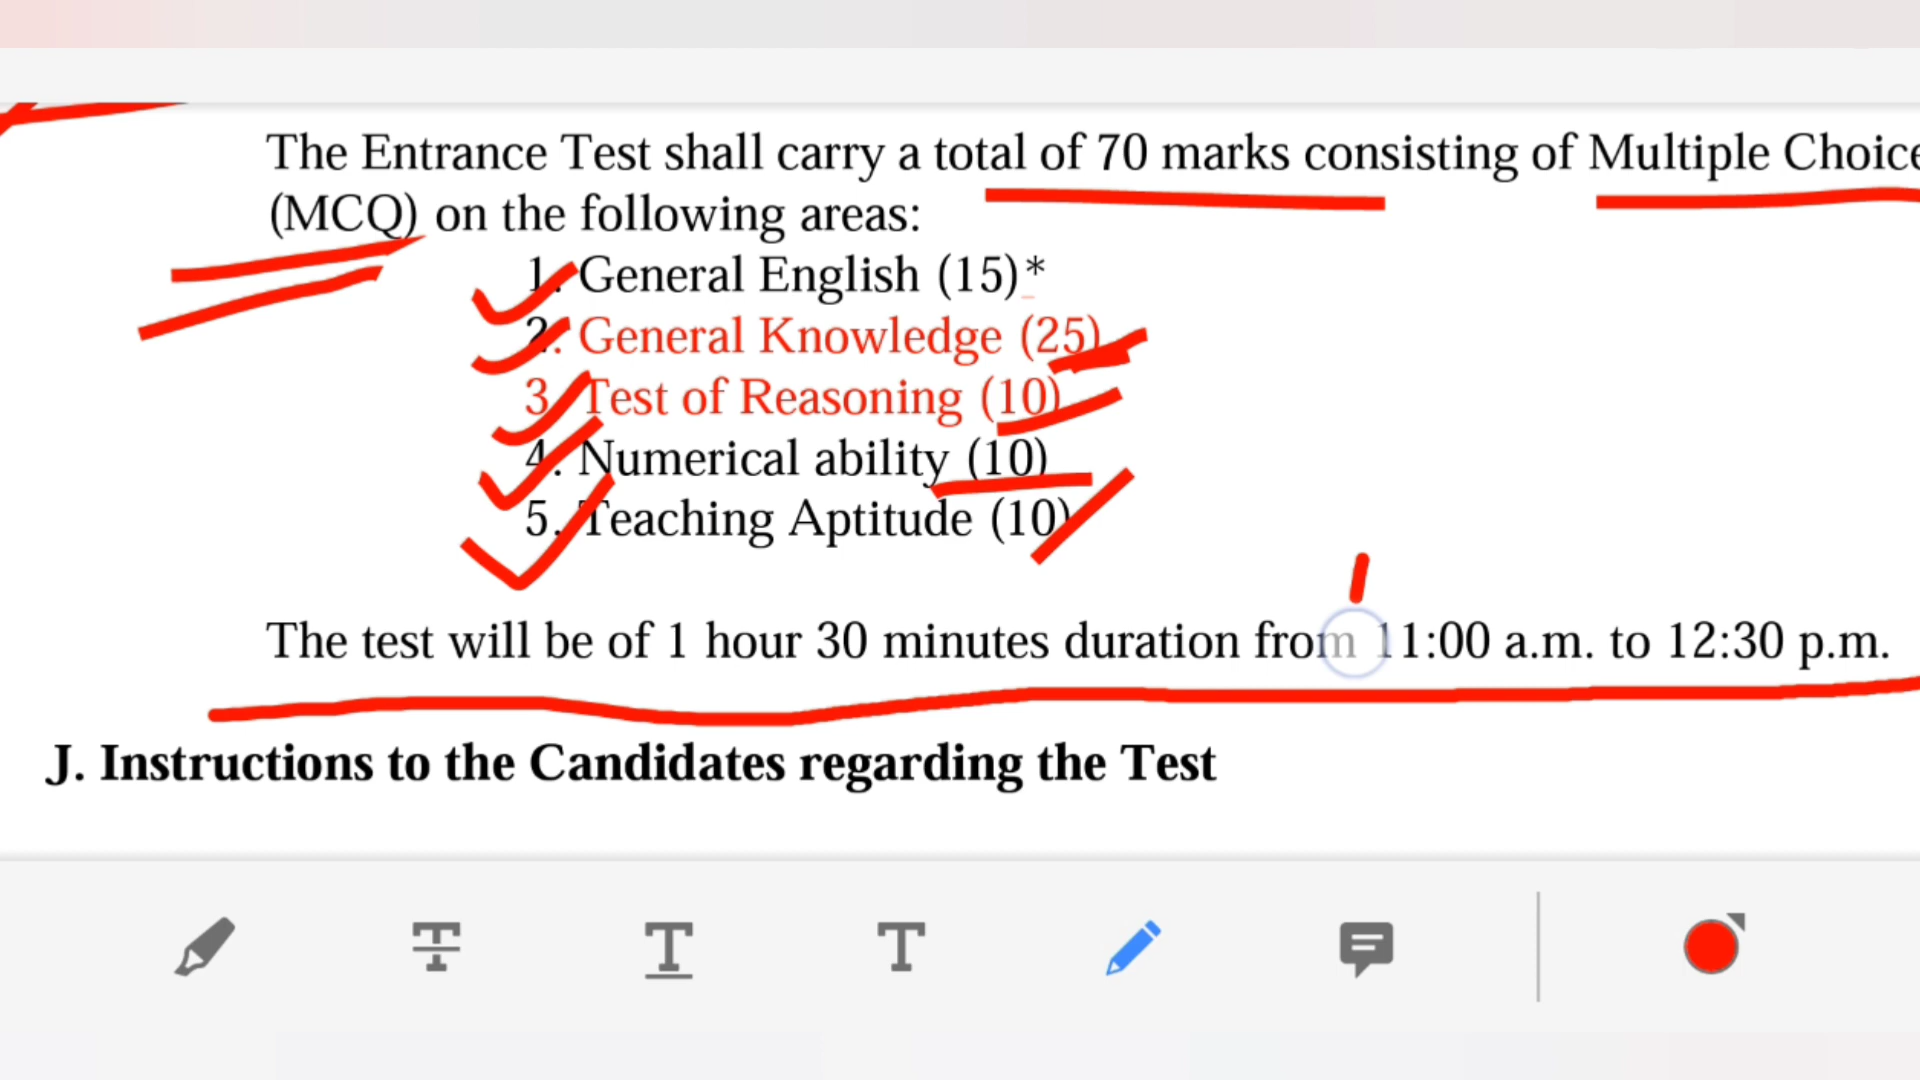 The Entrance Test shall carry a total of 70 marks consisting of Multiple Choice
(MCQ) on the following areas:
1. General English (15)*
2. General Knowledge (25)
3. Test of Reasoning (10)
4. Numerical ability (10)
5. Teaching Aptitude (10)
The test will be of 1 hour 30 minutes duration from 11:00 a.m. to 12:30 p.m.
J. Instructions to the Candidates regarding the Test